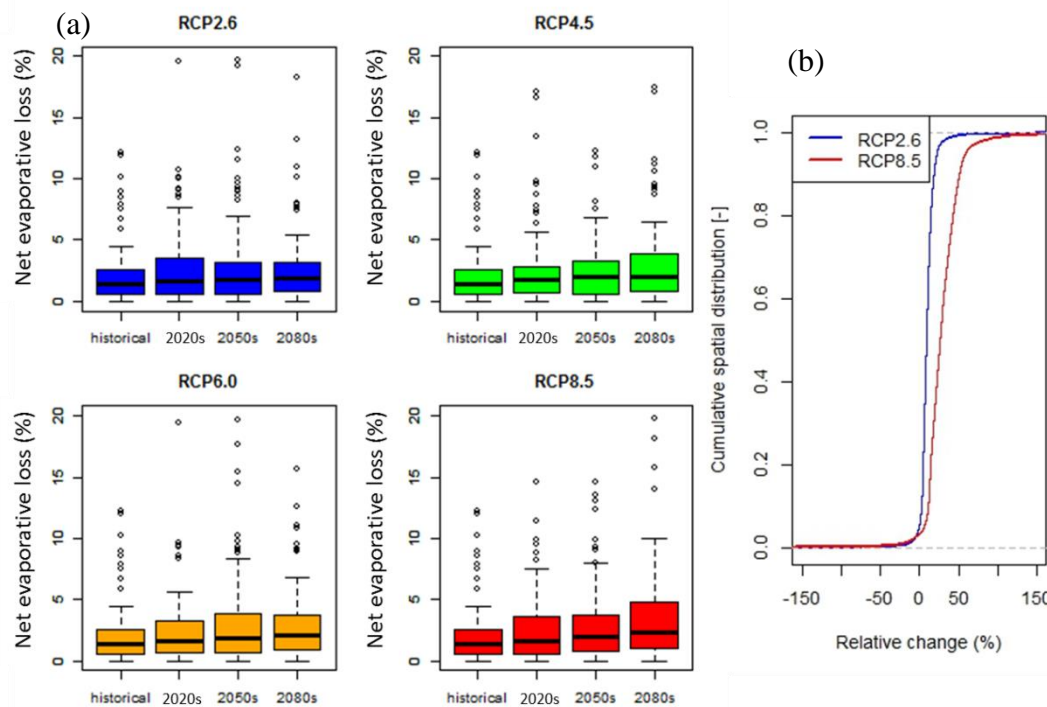 (a)
RCP2.6
Net evaporative loss (%)
20
15
10
5
0
historical 2020s 2050s 2080s
RCP4.5
Net evaporative loss (%)
20
15
10
5
0
historical 2020s 2050s 2080s
RCP6.0
Net evaporative loss (%)
20
15
10
5
0
historical 2020s 2050s 2080s
RCP8.5
Net evaporative loss (%)
20
15
10
5
0
historical 2020s 2050s 2080s
(b)
RCP2.6
RCP8.5
Cumulative spatial distribution [-]
1.0
0.8
0.6
0.4
0.2
0.0
-150 -50 0 50 150
Relative change (%)